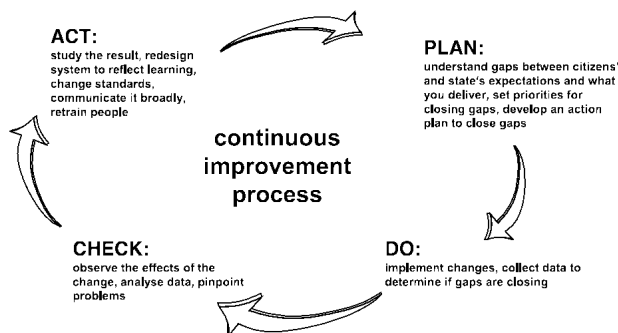 ACT:
study the result, redesign
system to reflect learning,
change standards,
communicate it broadly,
retrain people
PLAN:
understand gaps between citizens'
and state's expectations and what
you deliver, set priorities for
closing gaps, develop an action
plan to close gaps
continuous
improvement
process
CHECK:
observe the effects of the
change, analyse data, pinpoint
problems
DO:
implement changes, collect data to
determine if gaps are closing